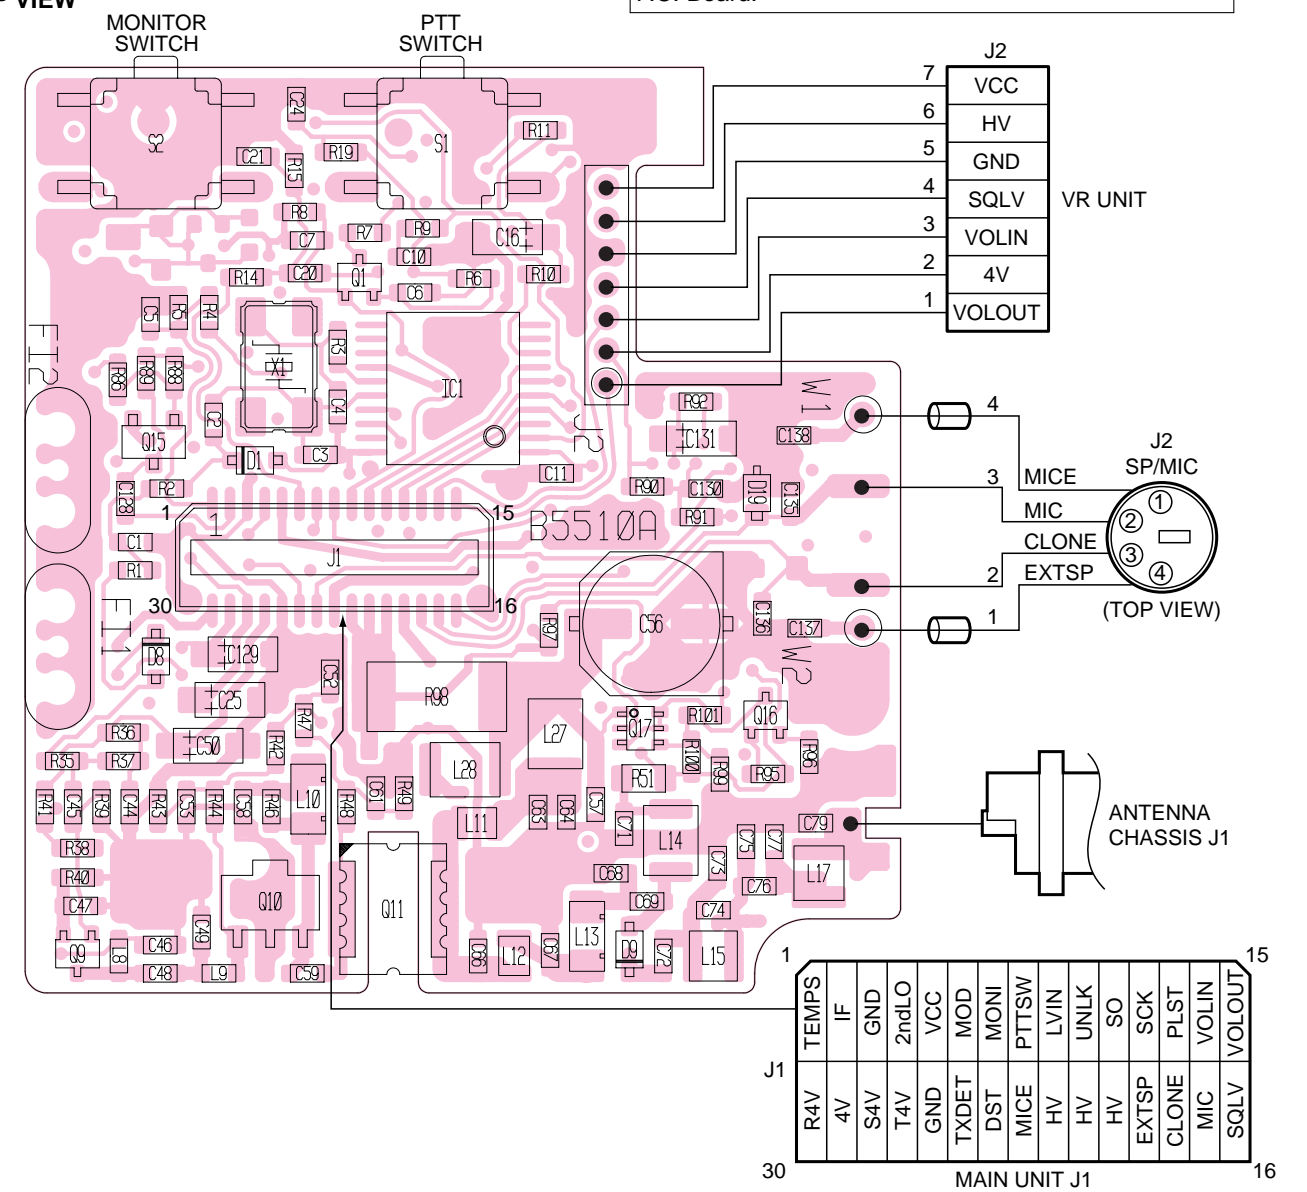 VIEW
MONITOR
SWITCH
PTT
SWITCH
J2
7 VCC
6 HV
5 GND
4 SQLV
3 VOLIN
2 4V
1 VOLOUT
VR UNIT
S3
C24
S1
R11
C21
R15
R19
R8
C7
R7
R9
C10
C16
R14
C20
Q1
C6
R6
R10
C5
R5
R4
X1
R3
IC1
FI2
R86
R89
R88
C2
C4
J2
R92
W1
C131
C138
Q15
D1
C3
C11
R90
C130
D19
C135
C128
R2
R91
1
1
15
B5510A
C1
J1
R1
30
16
4
3
2
1
MICE
MIC
CLONE
EXTSP
J2
SP/MIC
1
2
3
4
(TOP VIEW)
FI1
D8
C129
R97
C56
C136
C137
W2
C52
C25
R98
R47
L27
Q17
R101
Q16
R36
C50
R42
R35
R37
L28
R51
R100
R99
R95
R96
R41
C45
R39
C44
R43
C53
R44
C58
R46
L10
R48
C61
R49
L11
C63
C64
C57
C71
L14
C75
C77
C79
ANTENNA
CHASSIS J1
R38
R40
C47
Q10
Q11
C68
C73
C76
L17
C69
C74
Q9
L8
C46
C49
C48
L9
C59
C66
L12
C67
L13
D9
C72
L15
1
15
TEMPS IF GND 2ndLO VCC MOD MONI PTTSW LVIN UNLK SO SCK PLST VOLIN VOLOUT
J1
R4V 4V S4V T4V GND TXDET DST MICE HV HV HV EXTSP CLONE MIC SQLV
30
16
MAIN UNIT J1